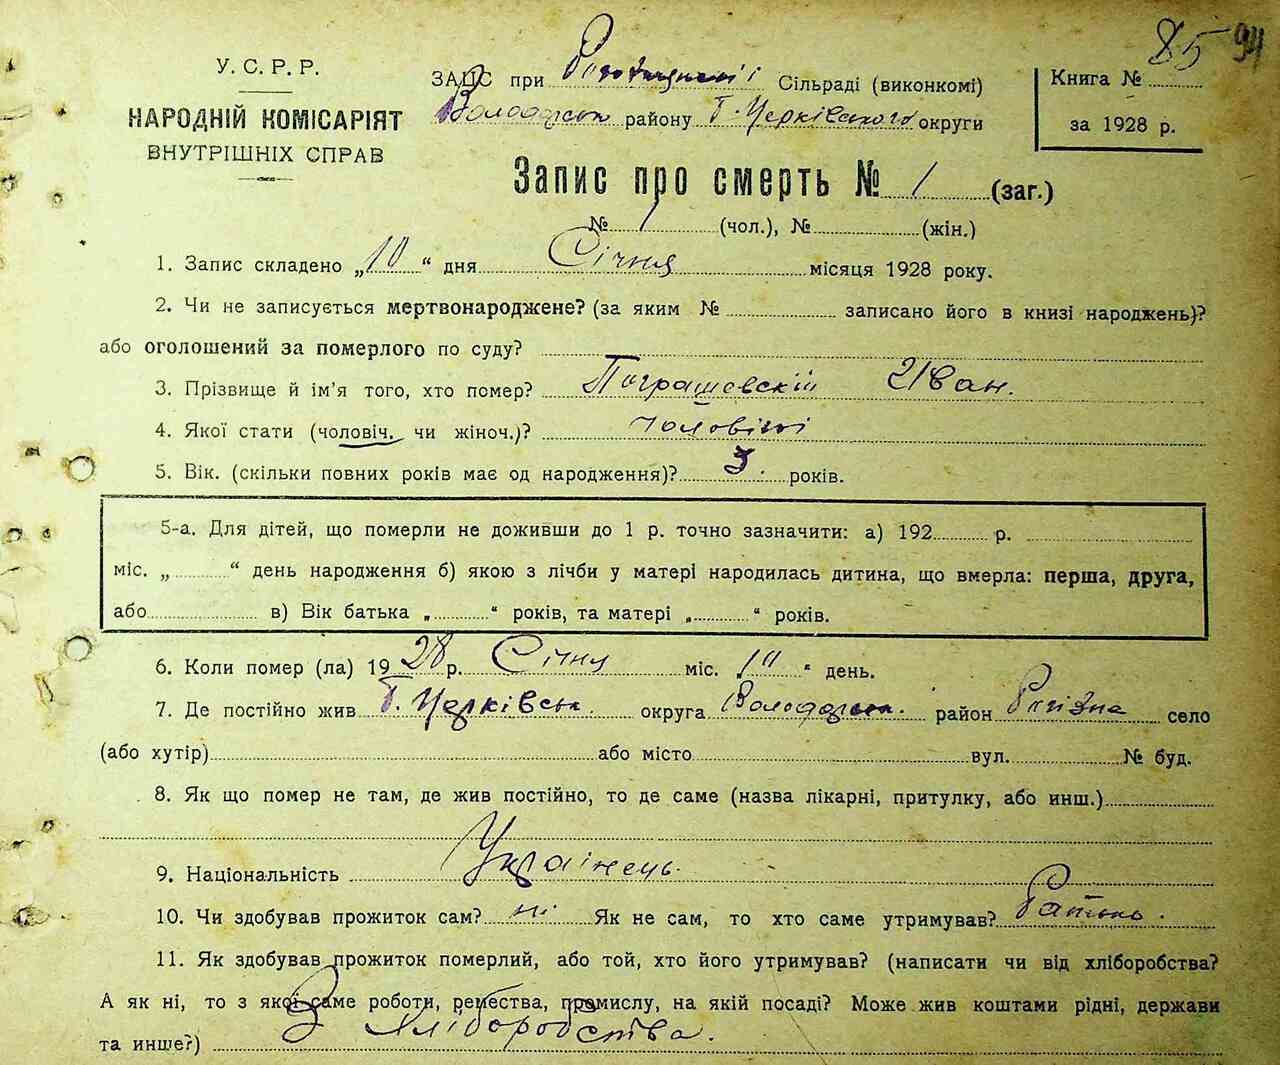 85 94
У. С. Р. Р.
НАРОДНІЙ КОМІСАРІЯТ
ВНУТРІШНІХ СПРАВ
ЗАЦС при Сільраді (виконкомі)
Володарськ району Б. Церківського округи
Книга №
за 1928 р.
Запис про смерть № 1 (заг.)
№ 1 (чол.), № (жін.)
1. Запис складено „10“ дня Січня місяця 1928 року.
2. Чи не записується мертвонароджене? (за яким № записано його в книзі народжень)?
або оголошений за померлого по суду?
3. Прізвище й ім'я того, хто помер? Пограшевскій Іван.
4. Якої стати (чоловіч. чи жіноч.)? чоловічі
5. Вік. (скільки повних років має од народження)? 3. років.
5-а. Для дітей, що померли не доживши до 1 р. точно зазначити: а) 192 р.
міс. „ “ день народження б) якою з лічби у матері народилась дитина, що вмерла: перша, друга,
або в) Вік батька „ “ років, та матері „ “ років.
6. Коли помер (ла) 1928 р. Січня міс. „10“ день.
7. Де постійно жив Б. Церківськ. округа Володарськ. район село
(або хутір) або місто вул. № буд.
8. Як що помер не там, де жив постійно, то де саме (назва лікарні, притулку, або инш.)
9. Національність Українець.
10. Чи здобував прожиток сам? ні Як не сам, то хто саме утримував? Батько.
11. Як здобував прожиток померлий, або той, хто його утримував? (написати чи від хліборобства?
А як ні, то з якої саме роботи, ремества, промислу, на якій посаді? Може жив коштами рідні, держави
та инше?) З Хліборобства.